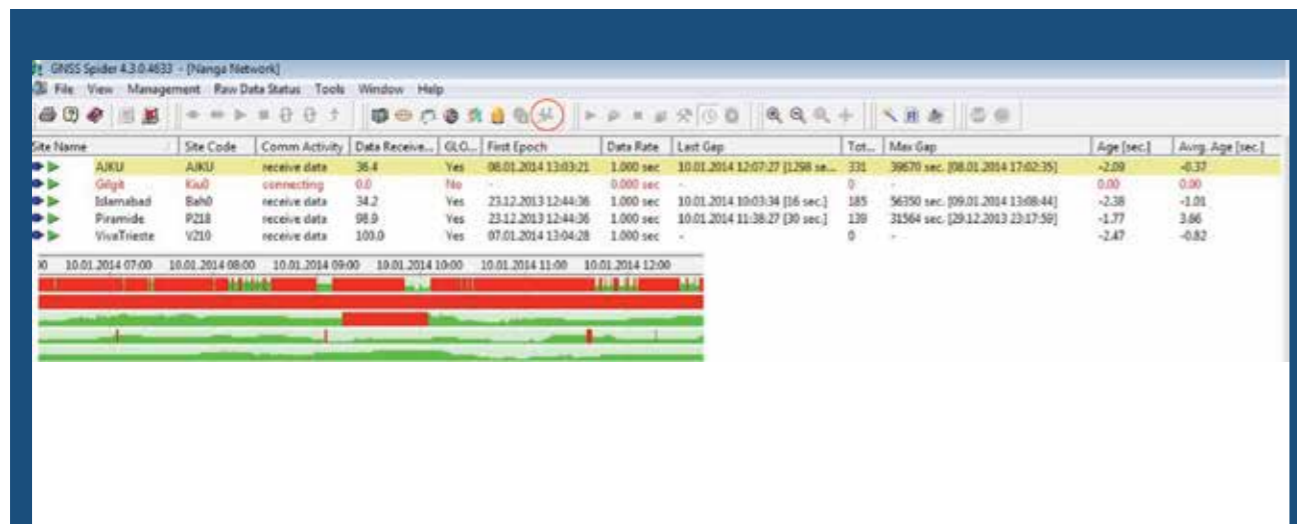 GNSS Spider 4.3.0.4633 - [Nanga Network]
File View Management Raw Data Status Tools Window Help
Site Name Site Code Comm Activity Data Receive... GLO... First Epoch Data Rate Last Gap Tot... Max Gap Age [sec.] Avrg. Age [sec.]
AJKU AJKU receive data 36.4 Yes 08.01.2014 13:03:21 1.000 sec 10.01.2014 12:07:27 [1298 se... 331 39670 sec. [08.01.2014 17:02:35] -2.09 -0.37
Gilgit Kiu0 connecting 0.0 No - 0.000 sec - 0 - 0.00 0.00
Islamabad Bah0 receive data 34.2 Yes 23.12.2013 12:44:36 1.000 sec 10.01.2014 10:03:34 [16 sec.] 185 56350 sec. [09.01.2014 13:08:44] -2.38 -1.01
Piramide P218 receive data 98.9 Yes 23.12.2013 12:44:36 1.000 sec 10.01.2014 11:38:27 [30 sec.] 139 31564 sec. [29.12.2013 23:17:59] -1.77 3.66
VivaTrieste V210 receive data 100.0 Yes 07.01.2014 13:04:28 1.000 sec - 0 - -2.47 -0.82
10.01.2014 07:00 10.01.2014 08:00 10.01.2014 09:00 10.01.2014 10:00 10.01.2014 11:00 10.01.2014 12:00